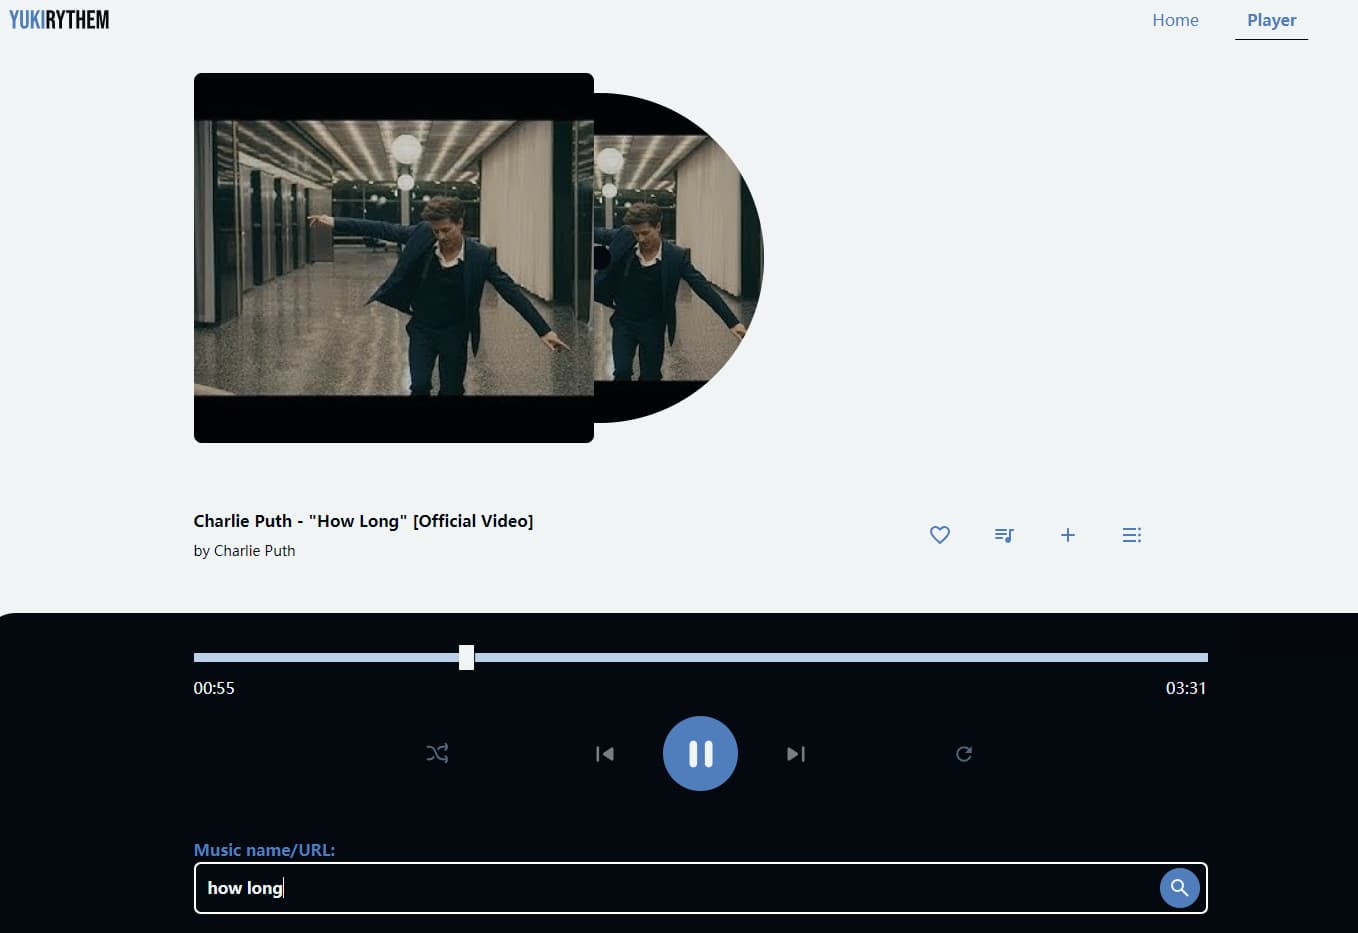 YUKIRYTHEM
Home
Player
Charlie Puth - "How Long" [Official Video]
by Charlie Puth
00:55
03:31
Music name/URL:
how long